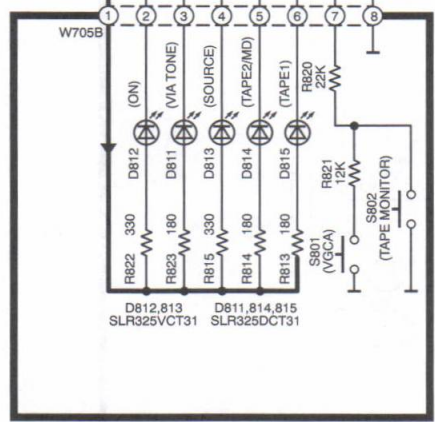 1 2 3 4 5 6 7 8
W705B
(ON)
(VIA TONE)
(SOURCE)
(TAPE2/MD)
(TAPE1)
R820
22K
D812
D811
D813
D814
D815
R821
12K
S802
(TAPE MONITOR)
S801
(VGCA)
330
180
330
180
180
R822
R823
R815
R814
R813
D812,813
SLR325VCT31
D811,814,815
SLR325DCT31